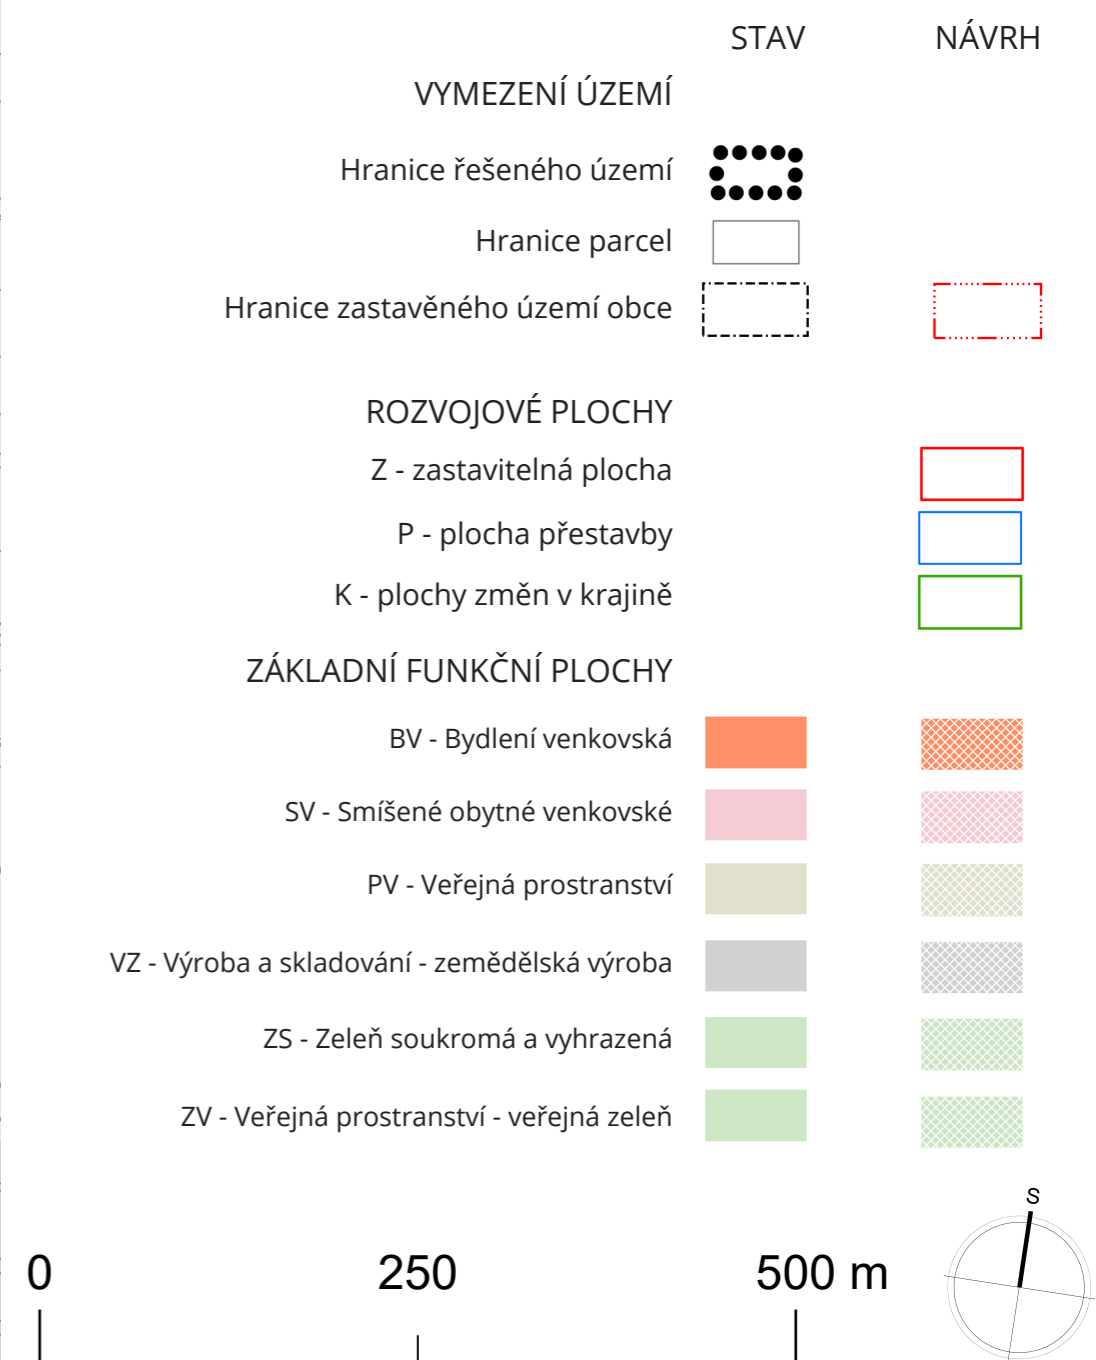 STAV NÁVRH
VYMEZENÍ ÚZEMÍ
Hranice řešeného území
Hranice parcel
Hranice zastavěného území obce
ROZVOJOVÉ PLOCHY
Z - zastavitelná plocha
P - plocha přestavby
K - plochy změn v krajině
ZÁKLADNÍ FUNKČNÍ PLOCHY
BV - Bydlení venkovská
SV - Smíšené obytné venkovské
PV - Veřejná prostranství
VZ - Výroba a skladování - zemědělská výroba
ZS - Zeleň soukromá a vyhrazená
ZV - Veřejná prostranství - veřejná zeleň
S
0 250 500 m